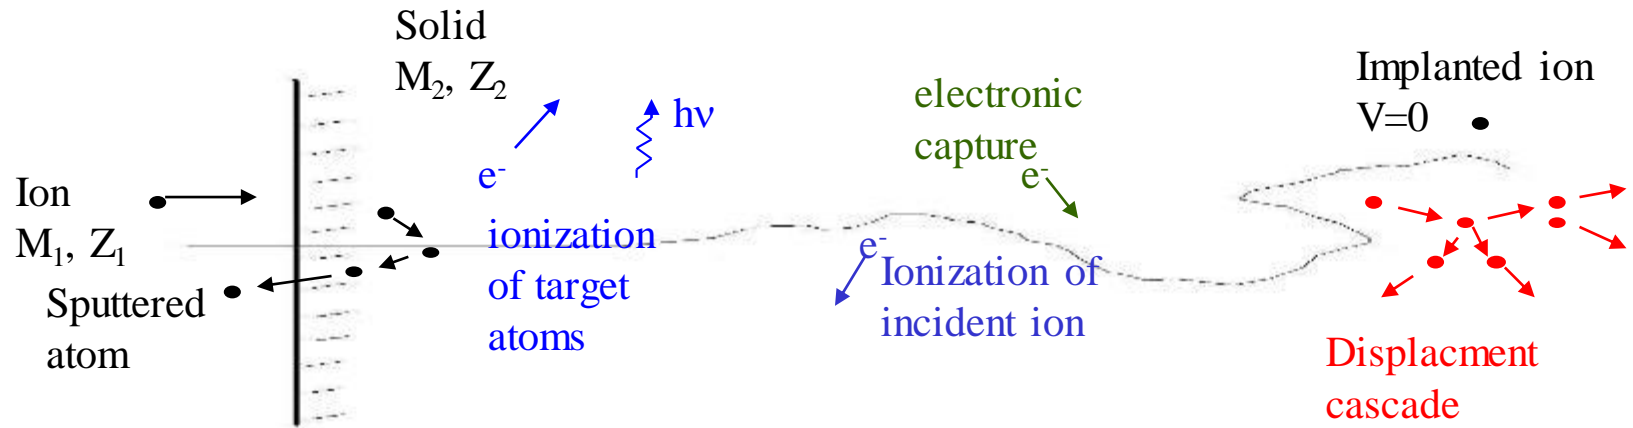 Solid
M₂, Z₂
Ion
M₁, Z₁
Sputtered
atom
e⁻
hν
ionization
of target
atoms
electronic
capture
e⁻
e⁻
Ionization of
incident ion
Implanted ion
V=0
Displacment
cascade